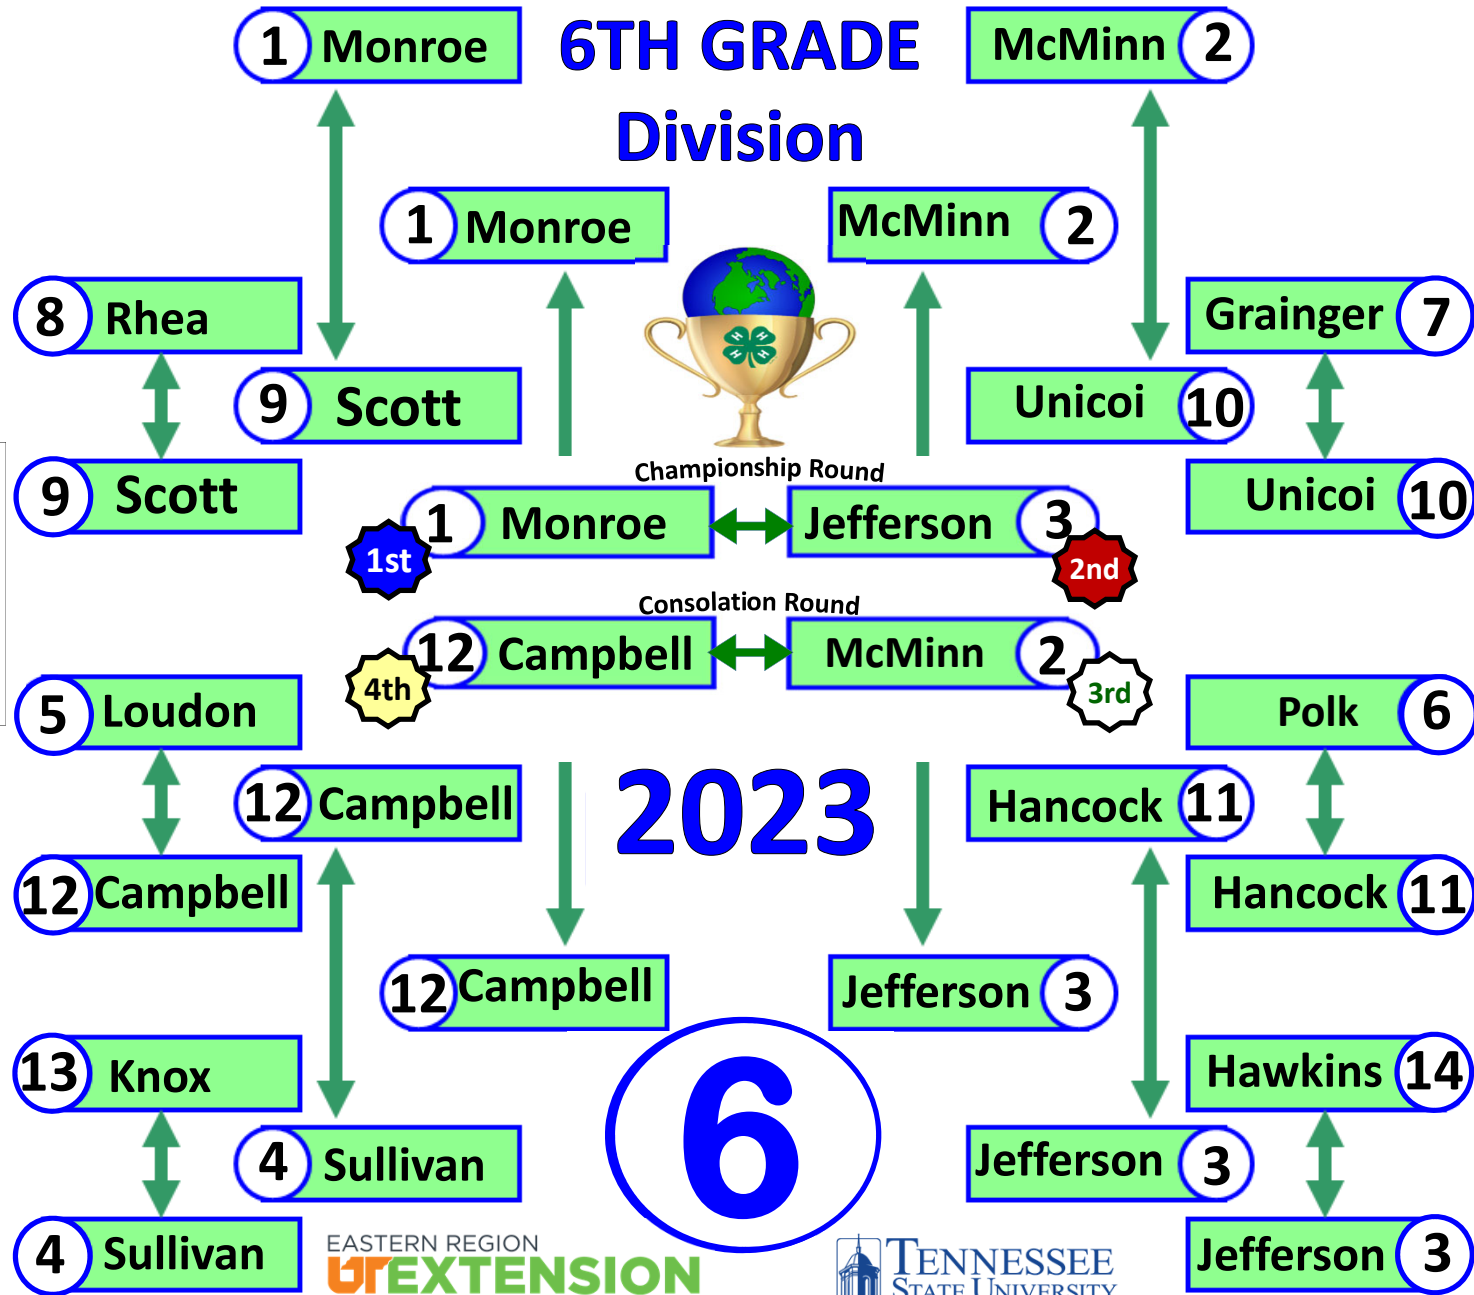 1 Monroe
6TH GRADE
McMinn 2
Division
1 Monroe
McMinn 2
8 Rhea
Grainger 7
9 Scott
Unicoi 10
H H H H
Championship Round
9 Scott
Unicoi 10
1 Monroe
Jefferson 3
1st
2nd
Consolation Round
12 Campbell
McMinn 2
4th
3rd
5 Loudon
Polk 6
12 Campbell
2023
Hancock 11
12 Campbell
Hancock 11
12 Campbell
Jefferson 3
13 Knox
6
Hawkins 14
4 Sullivan
Jefferson 3
4 Sullivan
Jefferson 3
EASTERN REGION
UTEXTENSION
TENNESSEE
STATE UNIVERSITY